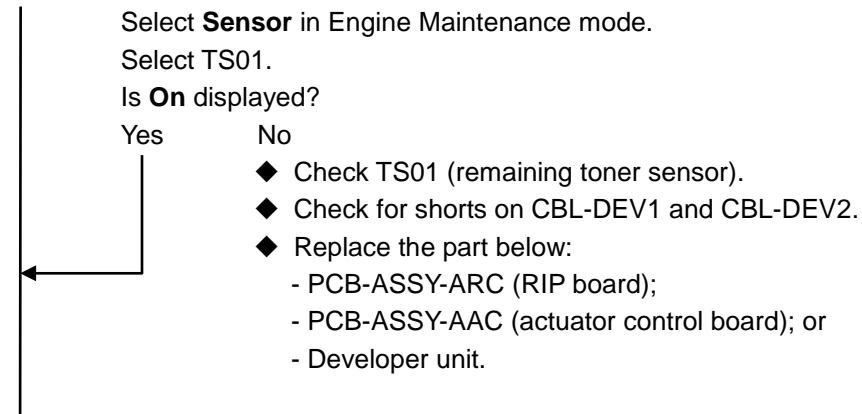 Select Sensor in Engine Maintenance mode.
Select TS01.
Is On displayed?
Yes No
◆ Check TS01 (remaining toner sensor).
◆ Check for shorts on CBL-DEV1 and CBL-DEV2.
◆ Replace the part below:
- PCB-ASSY-ARC (RIP board);
- PCB-ASSY-AAC (actuator control board); or
- Developer unit.